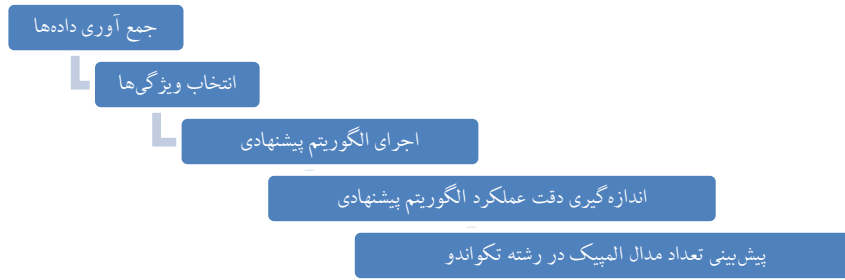 جمع آوری داده‌ها
انتخاب ویژگی‌ها
اجرای الگوریتم پیشنهادی
اندازه‌گیری دقت عملکرد الگوریتم پیشنهادی
پیش‌بینی تعداد مدال المپیک در رشته تکواندو